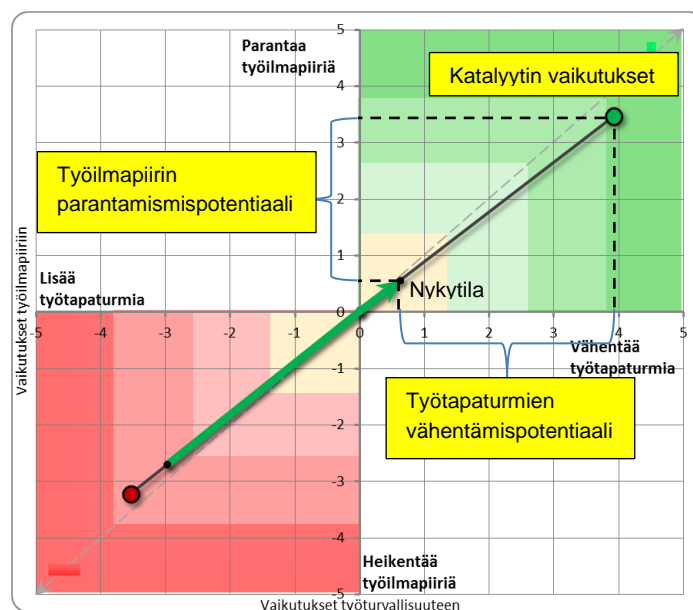 5
Parantaa
työilmapiiriä
4
Katalyytin vaikutukset
3
Työilmapiirin
parantamismispotentiaali
2
1
Lisää
työtapaturmia
Nykytila
0
-5 -4 -3 -2 -1 0 1 2 3 4 5
Vähentää
työtapaturmia
-1
Työtapaturmien
vähentämispotentiaali
-2
-3
-4
Heikentää
työilmapiiriä
-5
Vaikutukset työilmapiiriin
Vaikutukset työturvallisuuteen